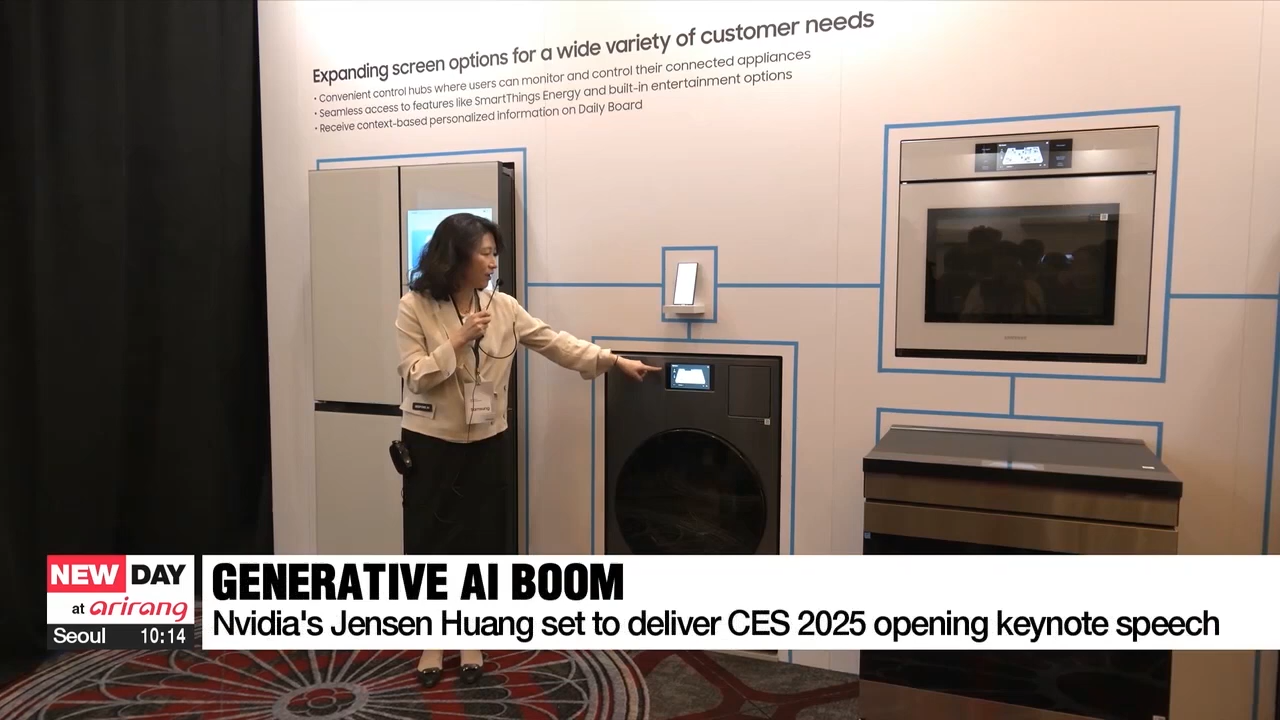 Expanding screen options for a wide variety of customer needs
• Convenient control hubs where users can monitor and control their connected appliances
• Seamless access to features like SmartThings Energy and built-in entertainment options
• Receive context-based personalized information on Daily Board
NEW DAY
at arirang
Seoul 10:14
GENERATIVE AI BOOM
Nvidia's Jensen Huang set to deliver CES 2025 opening keynote speech